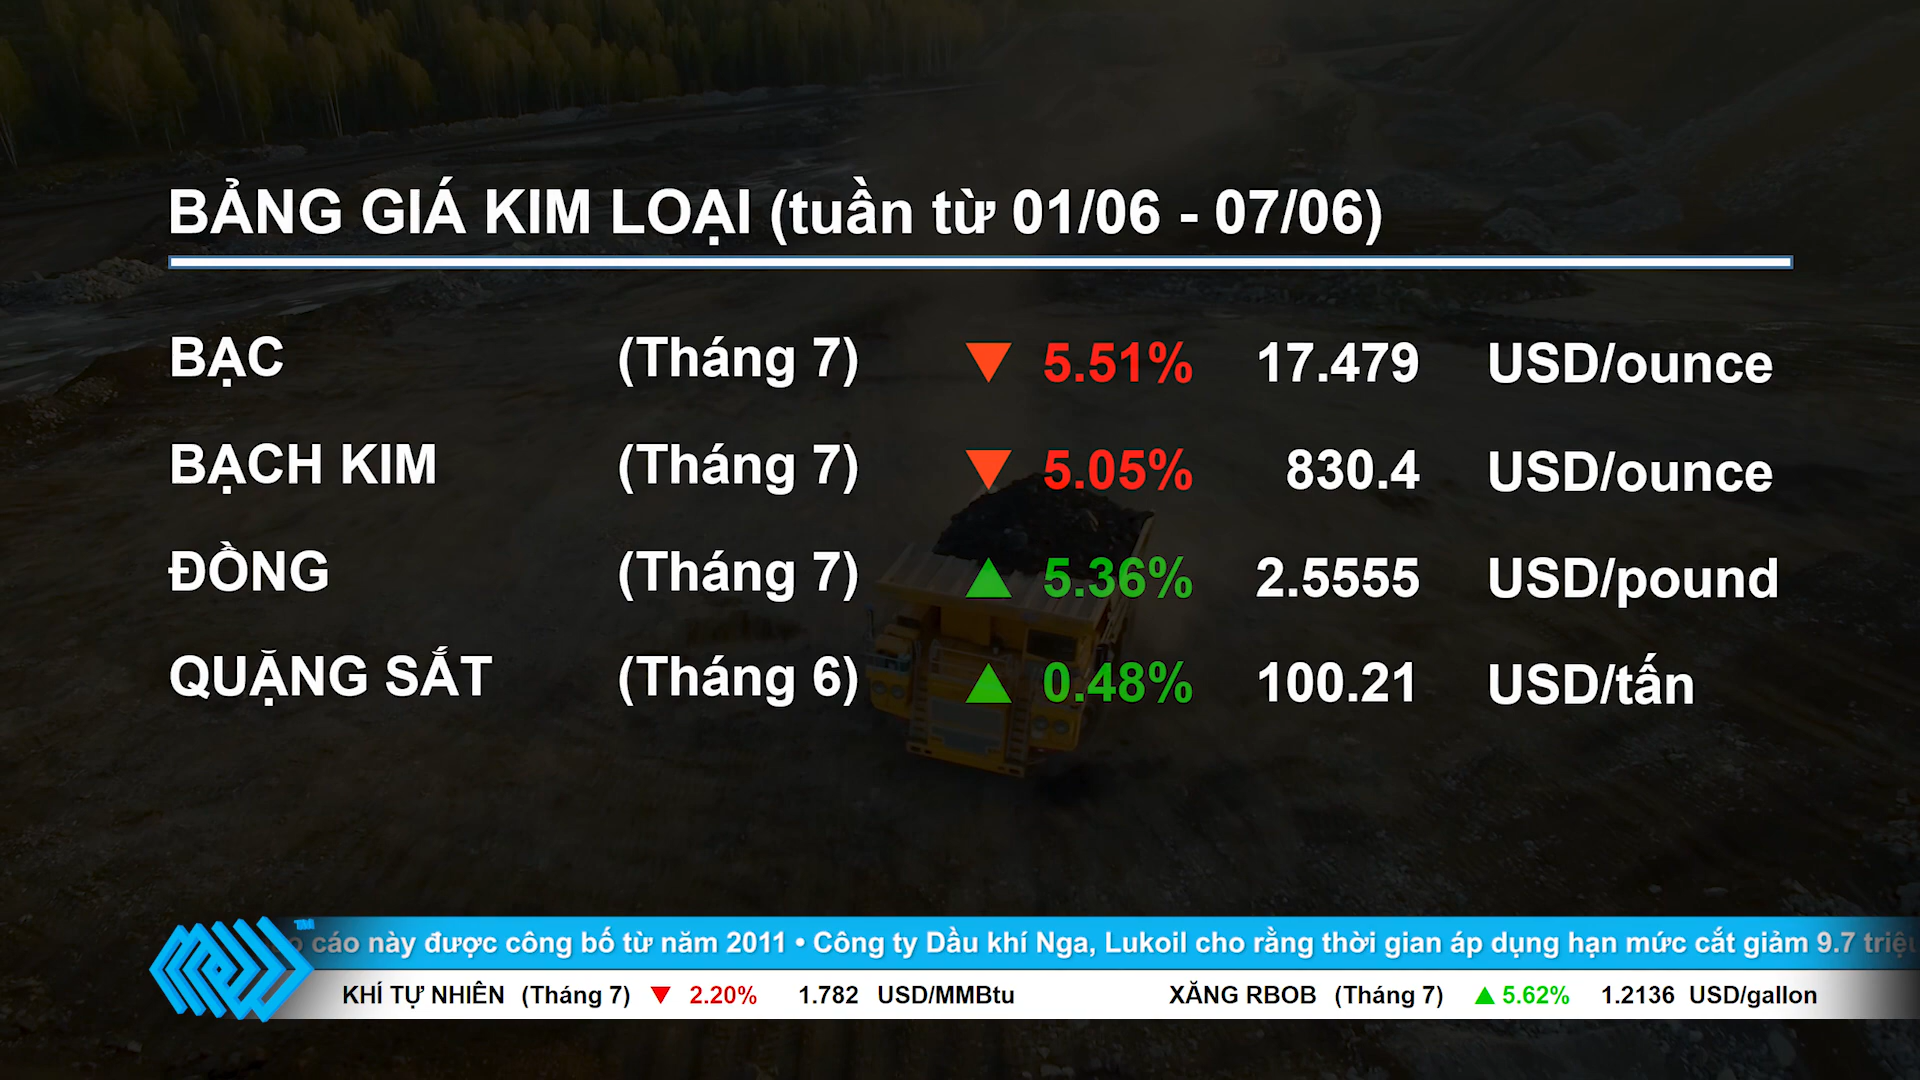 BẢNG GIÁ KIM LOẠI (tuần từ 01/06 - 07/06)
BẠC (Tháng 7) ▼ 5.51% 17.479 USD/ounce
BẠCH KIM (Tháng 7) ▼ 5.05% 830.4 USD/ounce
ĐỒNG (Tháng 7) ▲ 5.36% 2.5555 USD/pound
QUẶNG SẮT (Tháng 6) ▲ 0.48% 100.21 USD/tấn
cáo này được công bố từ năm 2011 • Công ty Dầu khí Nga, Lukoil cho rằng thời gian áp dụng hạn mức cắt giảm 9.7 triệu
KHÍ TỰ NHIÊN (Tháng 7) ▼ 2.20% 1.782 USD/MMBtu XĂNG RBOB (Tháng 7) ▲ 5.62% 1.2136 USD/gallon